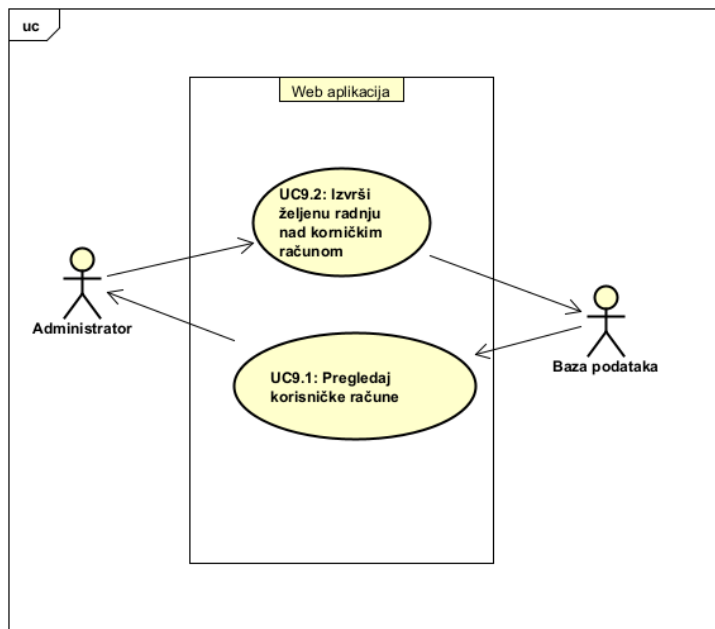 uc
Web aplikacija
UC9.2: Izvrši
željenu radnju
nad korničkim
računom
Administrator
Baza podataka
UC9.1: Pregledaj
korisničke račune